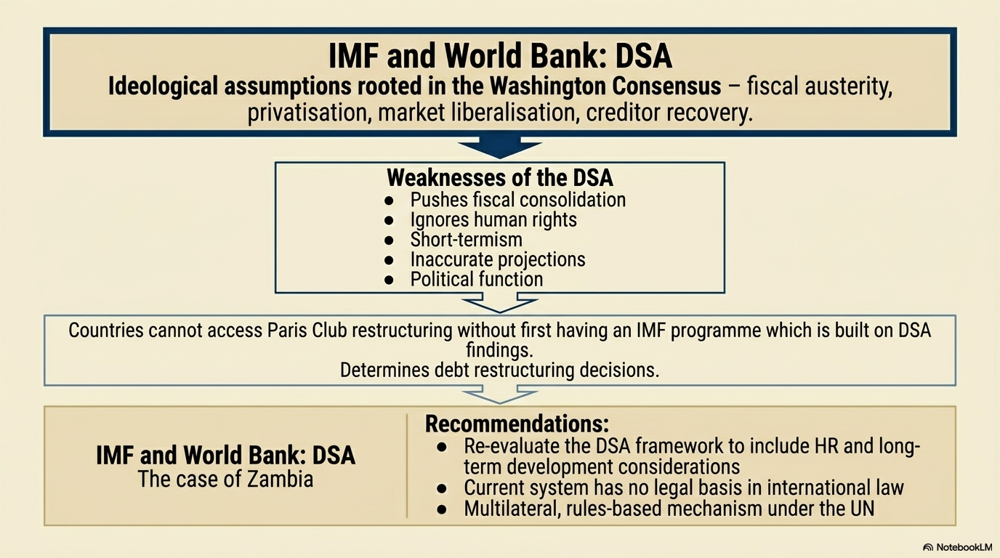 IMF and World Bank: DSA
Ideological assumptions rooted in the Washington Consensus – fiscal austerity,
privatisation, market liberalisation, creditor recovery.
Weaknesses of the DSA
● Pushes fiscal consolidation
● Ignores human rights
● Short-termism
● Inaccurate projections
● Political function
Countries cannot access Paris Club restructuring without first having an IMF programme which is built on DSA
findings.
Determines debt restructuring decisions.
IMF and World Bank: DSA
The case of Zambia
Recommendations:
● Re-evaluate the DSA framework to include HR and long-
term development considerations
● Current system has no legal basis in international law
● Multilateral, rules-based mechanism under the UN
NotebookLM